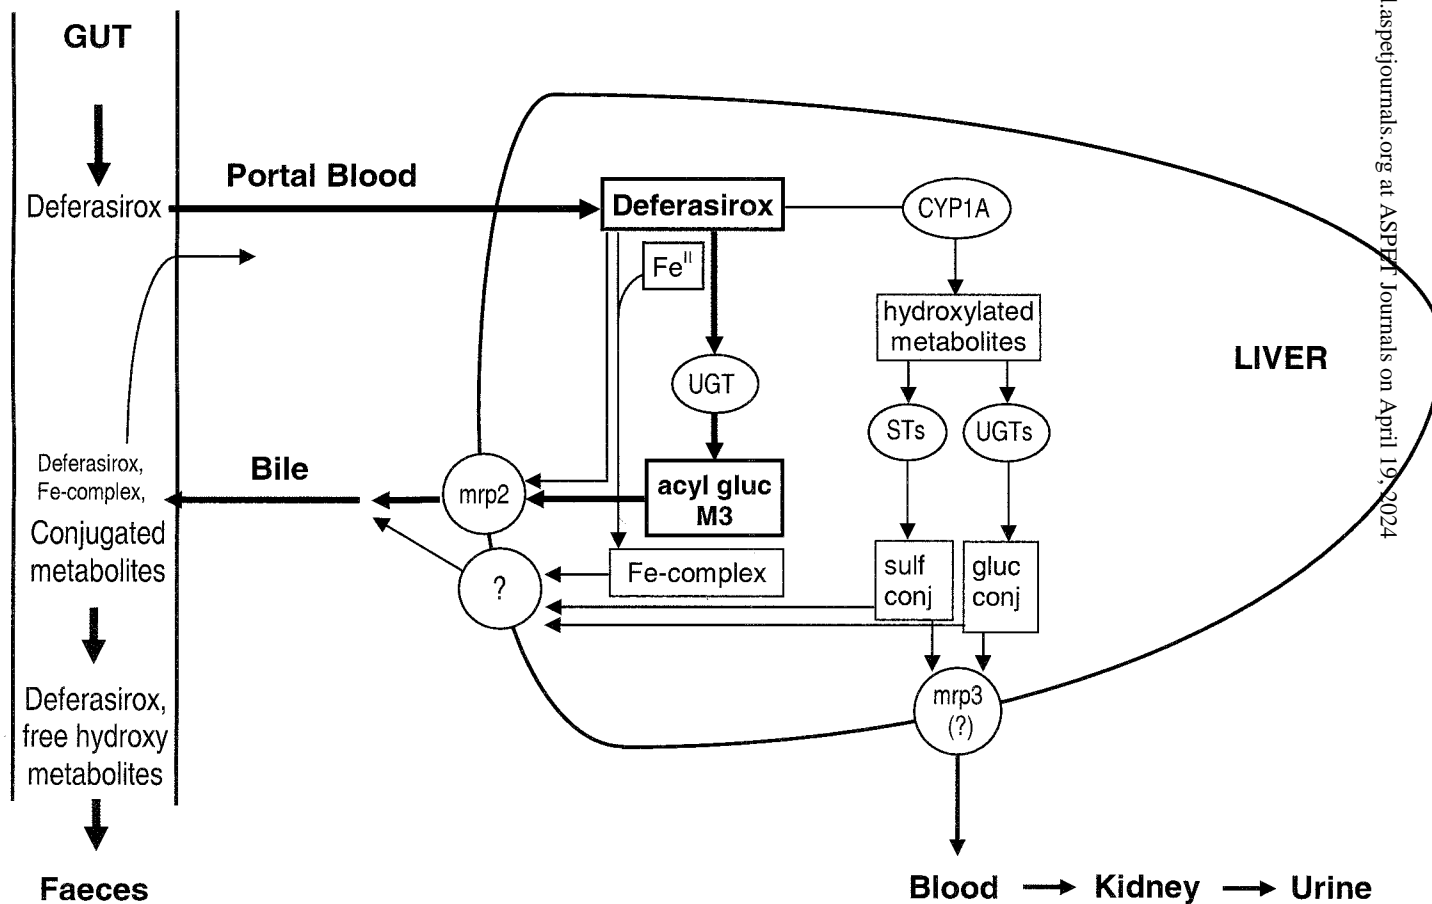 GUT
Portal Blood
Deferasirox
Deferasirox
CYP1A
Fe^II
hydroxylated
metabolites
LIVER
UGT
STs
UGTs
Deferasirox,
Fe-complex,
Conjugated
metabolites
Bile
mrp2
acyl gluc
M3
?
Fe-complex
sulf
conj
gluc
conj
Deferasirox,
free hydroxy
metabolites
mrp3
(?)
Faeces
Blood
Kidney
Urine
l.aspetjournals.org at ASPET Journals on April 19, 2024